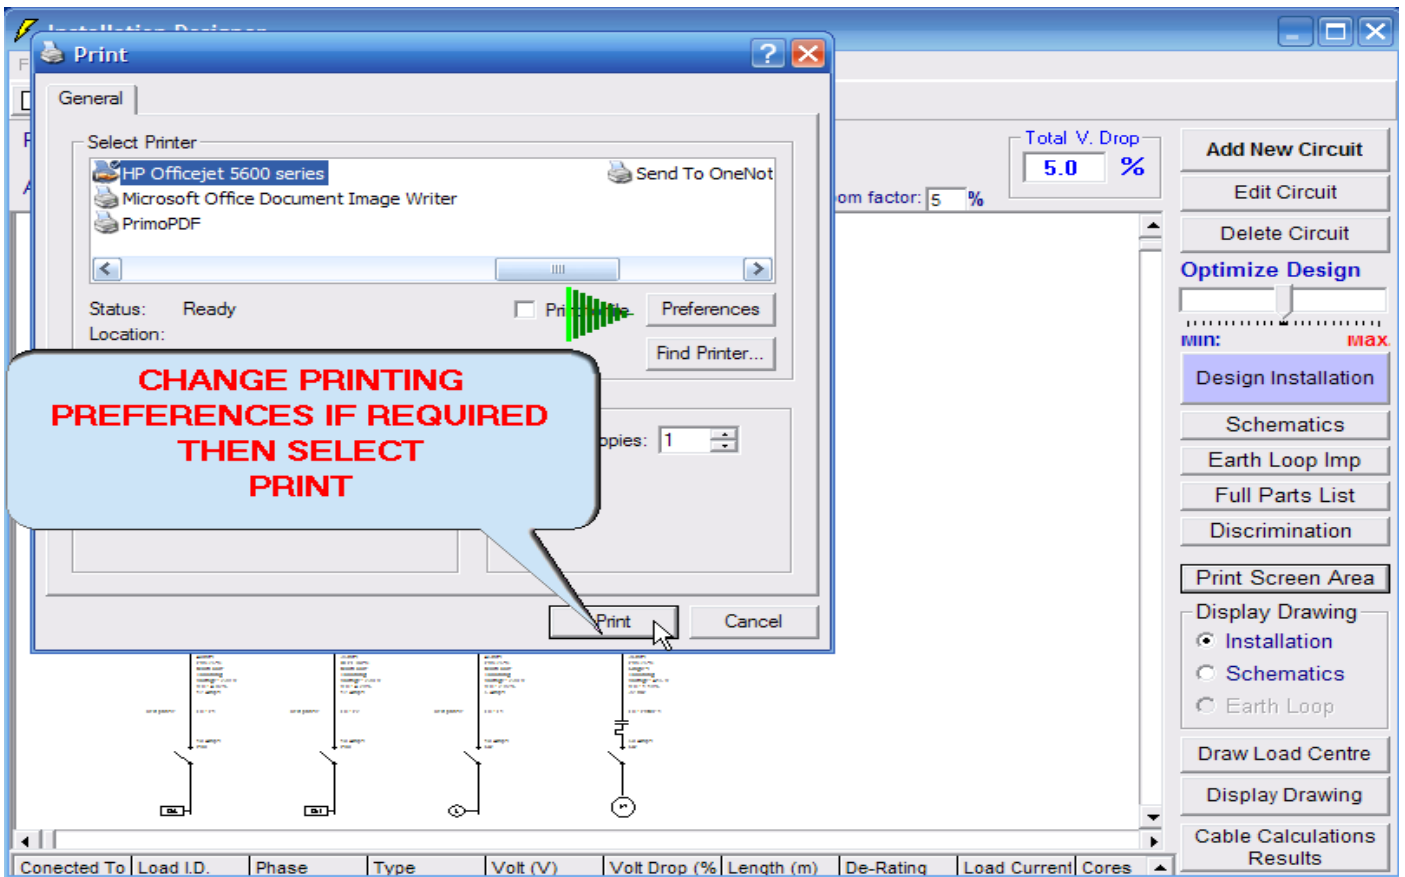 Print
General
Select Printer
HP Officejet 5600 series
Send To OneNot
Microsoft Office Document Image Writer
PrimoPDF
Status: Ready
Preferences
Location:
Find Printer...
CHANGE PRINTING
PREFERENCES IF REQUIRED
THEN SELECT
PRINT
opies: 1
Print
Cancel
Total V. Drop
5.0 %
om factor: 5 %
Add New Circuit
Edit Circuit
Delete Circuit
Optimize Design
Min: Max
Design Installation
Schematics
Earth Loop Imp
Full Parts List
Discrimination
Print Screen Area
Display Drawing
Installation
Schematics
Earth Loop
Draw Load Centre
Display Drawing
Cable Calculations
Results
Conected To Load I.D. Phase Type Volt (V) Volt Drop (% Length (m) De-Rating Load Current Cores